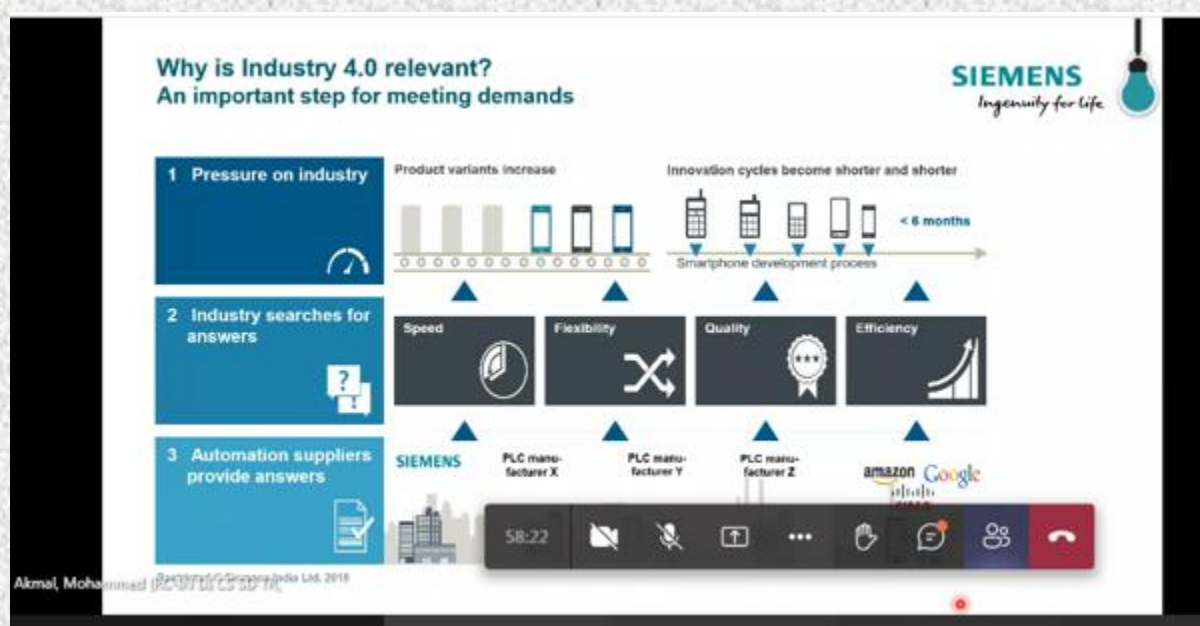 Why is Industry 4.0 relevant?
An important step for meeting demands
SIEMENS
Ingenuity for Life
1 Pressure on industry
Product variants increase
Innovation cycles become shorter and shorter
< 6 months
Smartphone development process
2 Industry searches for
answers
?
!
Speed
Flexibility
Quality
Efficiency
3 Automation suppliers
provide answers
SIEMENS
PLC manu-
facturer X
PLC manu-
facturer Y
PLC manu-
facturer Z
amazon Google
58:22
Akmal, Mohammed
India Ltd. 2018